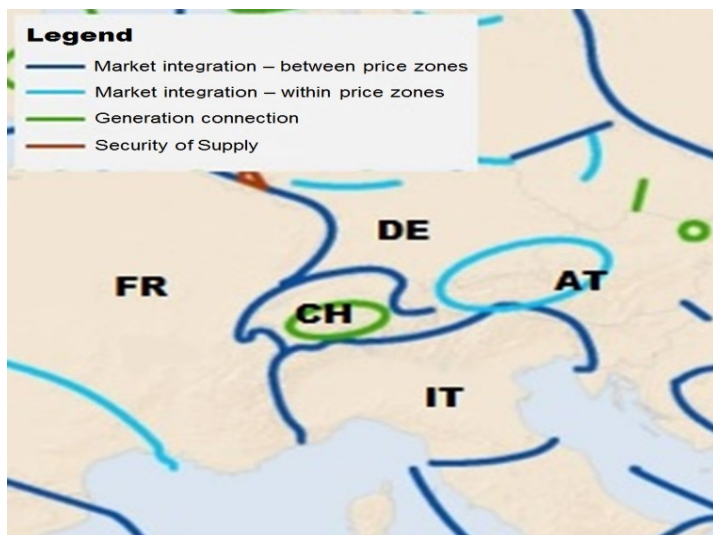 Legend
Market integration – between price zones
Market integration – within price zones
Generation connection
Security of Supply
DE
FR
AT
CH
IT